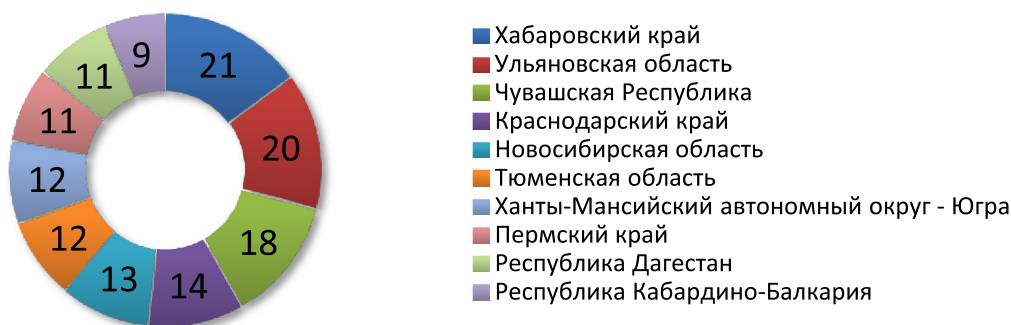 21
20
18
14
13
12
12
11
11
9
Хабаровский край
Ульяновская область
Чувашская Республика
Краснодарский край
Новосибирская область
Тюменская область
Ханты-Мансийский автономный округ - Югра
Пермский край
Республика Дагестан
Республика Кабардино-Балкария